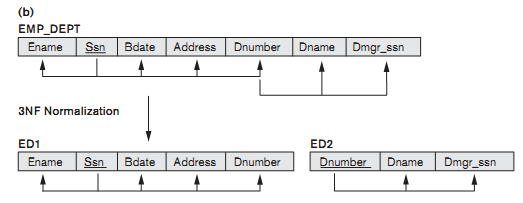 (b)
EMP_DEPT
Ename Ssn Bdate Address Dnumber Dname Dmgr_ssn
3NF Normalization
ED1 ED2
Ename Ssn Bdate Address Dnumber Dnumber Dname Dmgr_ssn